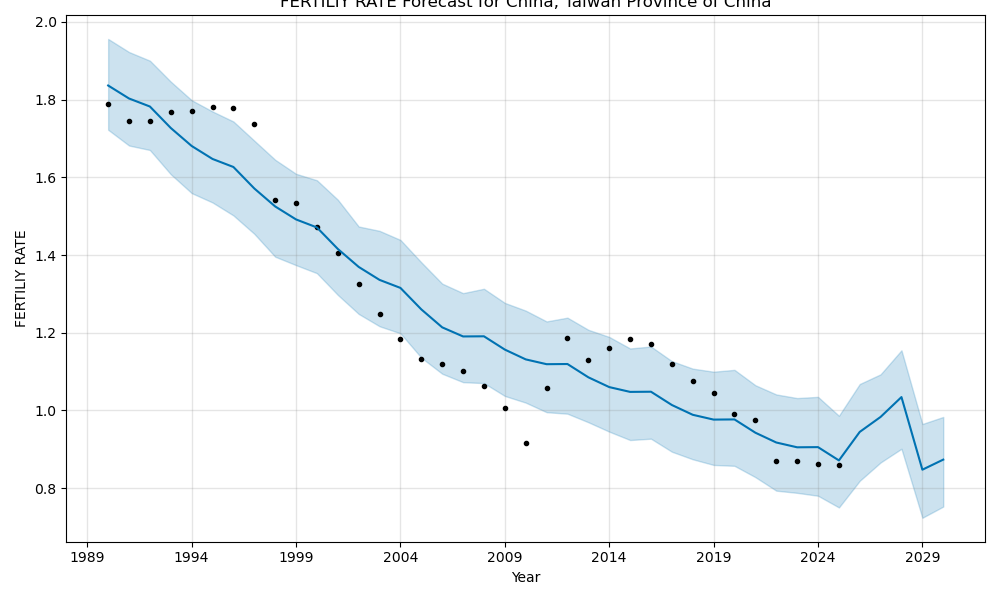 FERTILIY RATE Forecast for China, Taiwan Province of China
2.0
1.8
1.6
1.4
1.2
1.0
0.8
FERTILIY RATE
1989 1994 1999 2004 2009 2014 2019 2024 2029
Year